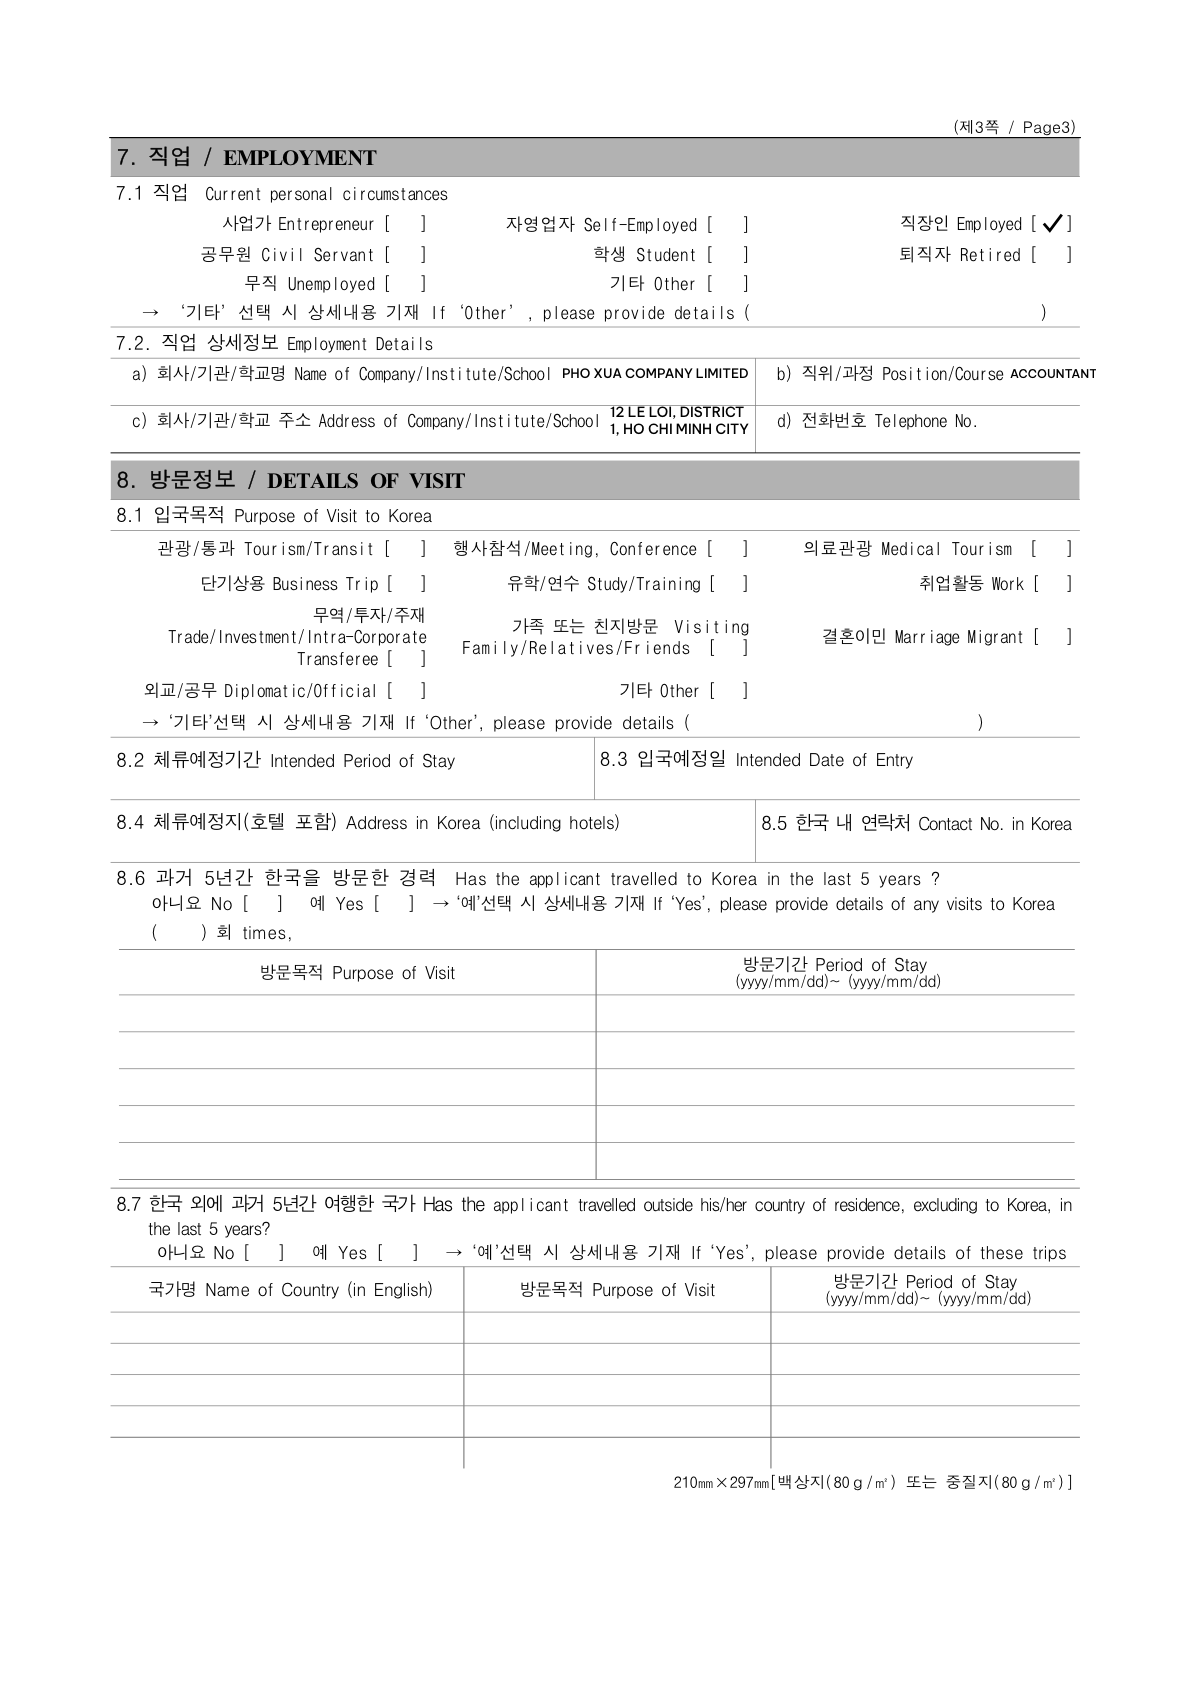 (제3쪽 / Page3)
7. 직업 / EMPLOYMENT
7.1 직업 Current personal circumstances
사업가 Entrepreneur [ ] 자영업자 Self-Employed [ ] 직장인 Employed [✓]
공무원 Civil Servant [ ] 학생 Student [ ] 퇴직자 Retired [ ]
무직 Unemployed [ ] 기타 Other [ ]
→ ‘기타’ 선택 시 상세내용 기재 If ‘Other’, please provide details ( )
7.2. 직업 상세정보 Employment Details
a) 회사/기관/학교명 Name of Company/Institute/School PHO XUA COMPANY LIMITED b) 직위/과정 Position/Course ACCOUNTANT
c) 회사/기관/학교 주소 Address of Company/Institute/School 12 LE LOI, DISTRICT
1, HO CHI MINH CITY
d) 전화번호 Telephone No.
8. 방문정보 / DETAILS OF VISIT
8.1 입국목적 Purpose of Visit to Korea
관광/통과 Tourism/Transit [ ] 행사참석/Meeting, Conference [ ] 의료관광 Medical Tourism [ ]
단기상용 Business Trip [ ] 유학/연수 Study/Training [ ] 취업활동 Work [ ]
무역/투자/주재
Trade/Investment/Intra-Corporate
Transferee [ ]
가족 또는 친지방문 Visiting
Family/Relatives/Friends [ ]
결혼이민 Marriage Migrant [ ]
외교/공무 Diplomatic/Official [ ] 기타 Other [ ]
→ ‘기타’선택 시 상세내용 기재 If ‘Other’, please provide details ( )
8.2 체류예정기간 Intended Period of Stay 8.3 입국예정일 Intended Date of Entry
8.4 체류예정지(호텔 포함) Address in Korea (including hotels) 8.5 한국 내 연락처 Contact No. in Korea
8.6 과거 5년간 한국을 방문한 경력 Has the applicant travelled to Korea in the last 5 years ?
아니요 No [ ] 예 Yes [ ] → ‘예’선택 시 상세내용 기재 If ‘Yes’, please provide details of any visits to Korea
( ) 회 times,
방문목적 Purpose of Visit 방문기간 Period of Stay
(yyyy/mm/dd)~ (yyyy/mm/dd)
8.7 한국 외에 과거 5년간 여행한 국가 Has the applicant travelled outside his/her country of residence, excluding to Korea, in
the last 5 years?
아니요 No [ ] 예 Yes [ ] → ‘예’선택 시 상세내용 기재 If ‘Yes’, please provide details of these trips
국가명 Name of Country (in English) 방문목적 Purpose of Visit 방문기간 Period of Stay
(yyyy/mm/dd)~ (yyyy/mm/dd)
210㎜×297㎜[백상지(80ｇ/㎡) 또는 중질지(80ｇ/㎡)]